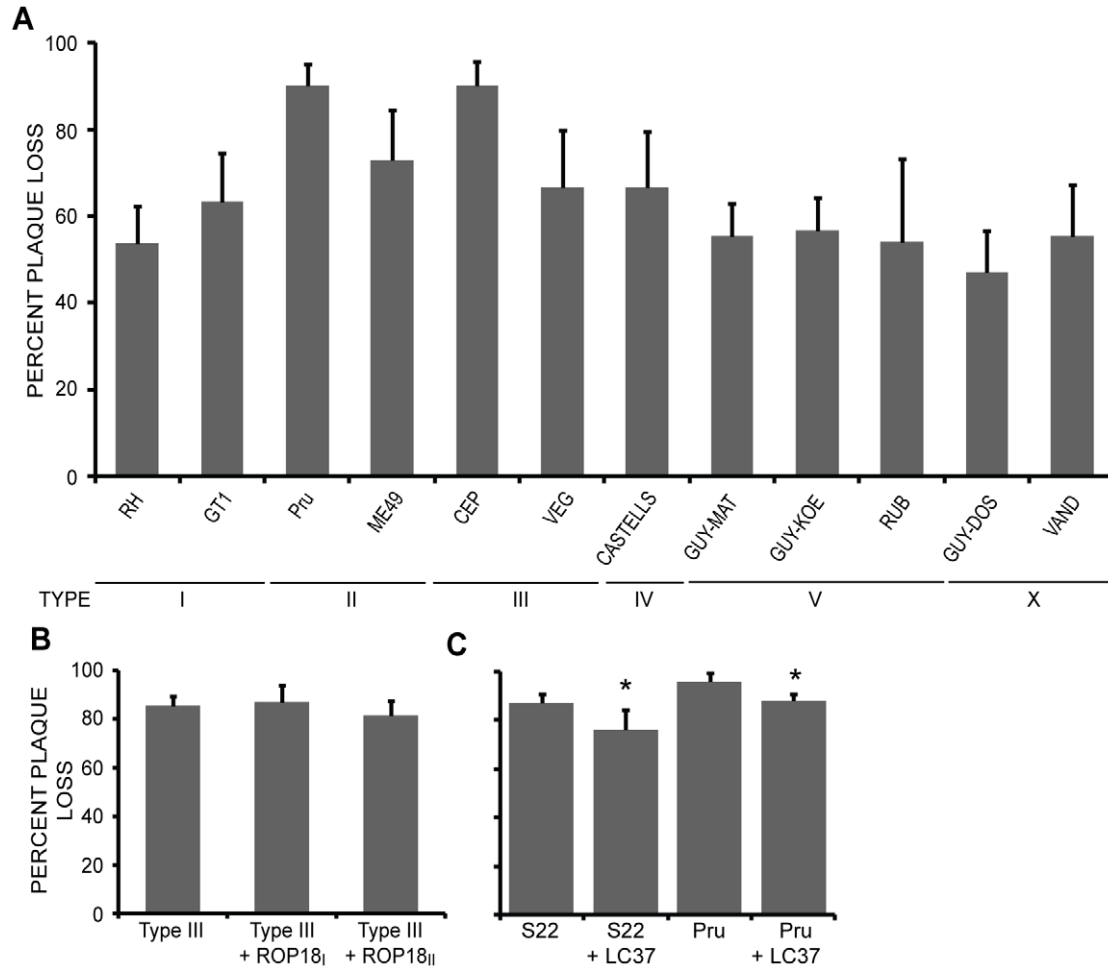 A
PERCENT PLAQUE LOSS
100
80
60
40
20
0
RH GT1 Pru ME49 CEP VEG CASTELLS GUY-MAT GUY-KOE RUB GUY-DOS VAND
TYPE I II III IV V X
B
PERCENT PLAQUE
LOSS
100
80
60
40
20
0
Type III Type III Type III
+ ROP18I + ROP18II
C
* *
S22 S22 Pru Pru
+ LC37 + LC37